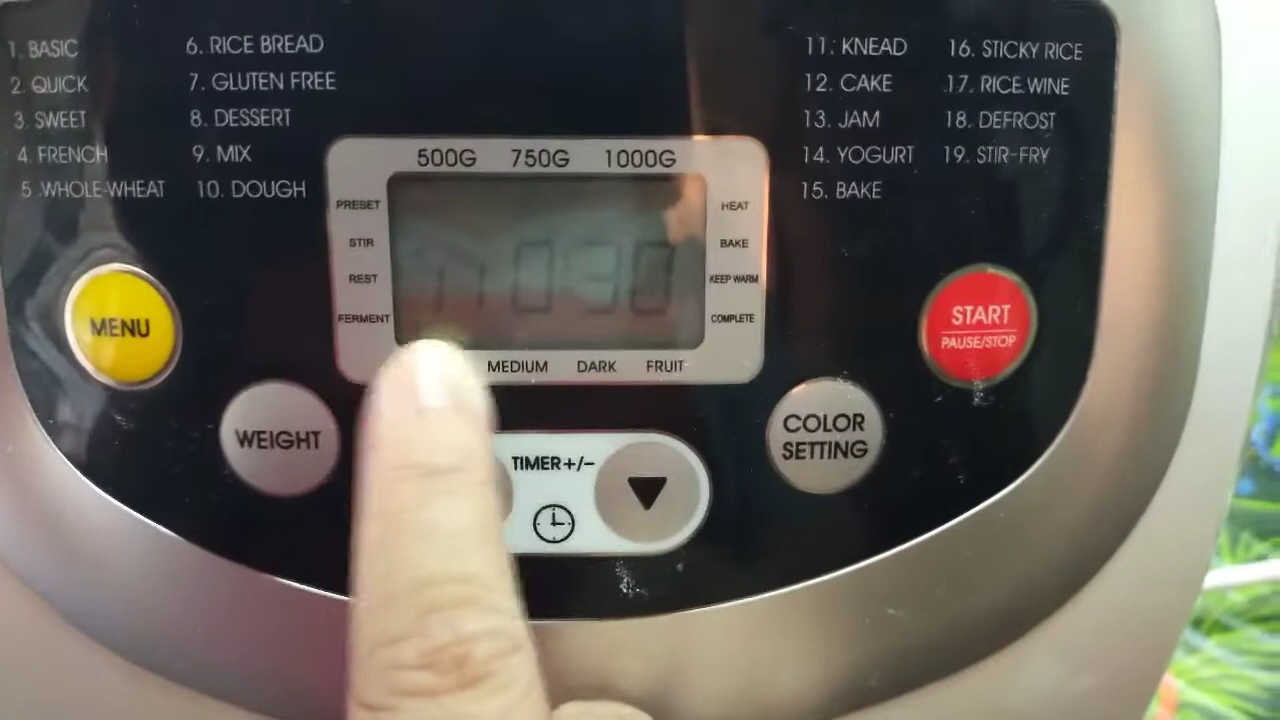 1. BASIC
2. QUICK
3. SWEET
4. FRENCH
5. WHOLE-WHEAT
6. RICE BREAD
7. GLUTEN FREE
8. DESSERT
9. MIX
10. DOUGH
11. KNEAD
12. CAKE
13. JAM
14. YOGURT
15. BAKE
16. STICKY RICE
17. RICE WINE
18. DEFROST
19. STIR-FRY
500G 750G 1000G
PRESET
STIR
REST
FERMENT
11 0:30
HEAT
BAKE
KEEP WARM
COMPLETE
MEDIUM DARK FRUIT
MENU
WEIGHT
TIMER+/-
COLOR
SETTING
START
PAUSE/STOP